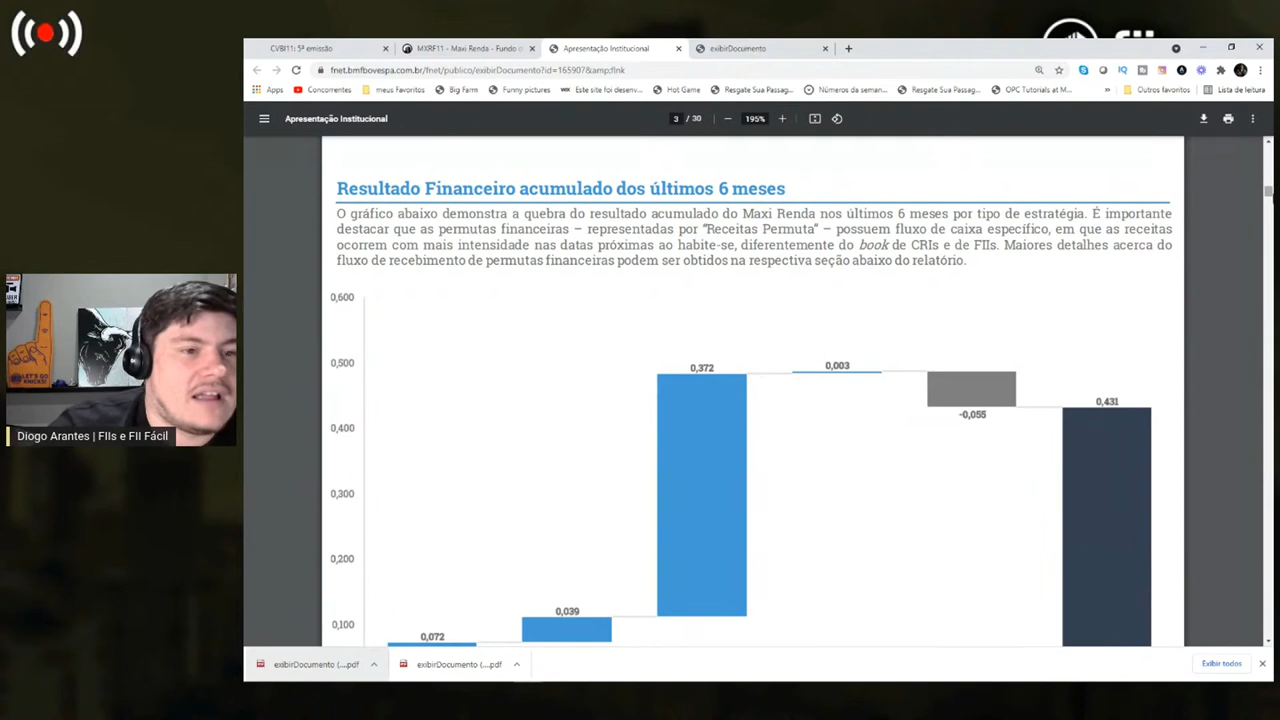 fii
CVBI11: 5ª emissão
MXRF11 - Maxi Renda - Fundo d
Apresentação Institucional
exibirDocumento
fnet.bmfbovespa.com.br/fnet/publico/exibirDocumento?id=165907&amp;flnk
Apps
Concorrentes
meus Favoritos
Big Farm
Funny pictures
Este site foi desenv...
Hot Game
Resgate Sua Passag...
Números da seman...
Resgate Sua Passag...
OPC Tutorials at M...
Outros favoritos
Lista de leitura
Apresentação Institucional
3 / 30
195%
Resultado Financeiro acumulado dos últimos 6 meses
O gráfico abaixo demonstra a quebra do resultado acumulado do Maxi Renda nos últimos 6 meses por tipo de estratégia. É importante
destacar que as permutas financeiras – representadas por “Receitas Permuta” – possuem fluxo de caixa específico, em que as receitas
ocorrem com mais intensidade nas datas próximas ao habite-se, diferentemente do book de CRIs e de FIIs. Maiores detalhes acerca do
fluxo de recebimento de permutas financeiras podem ser obtidos na respectiva seção abaixo do relatório.
0,600
0,500
0,400
0,300
0,200
0,100
0,072
0,039
0,372
0,003
-0,055
0,431
LET'S GO
KNICKS!
Diogo Arantes | FIIs e FII Fácil
exibirDocumento (....pdf
exibirDocumento (....pdf
Exibir todos